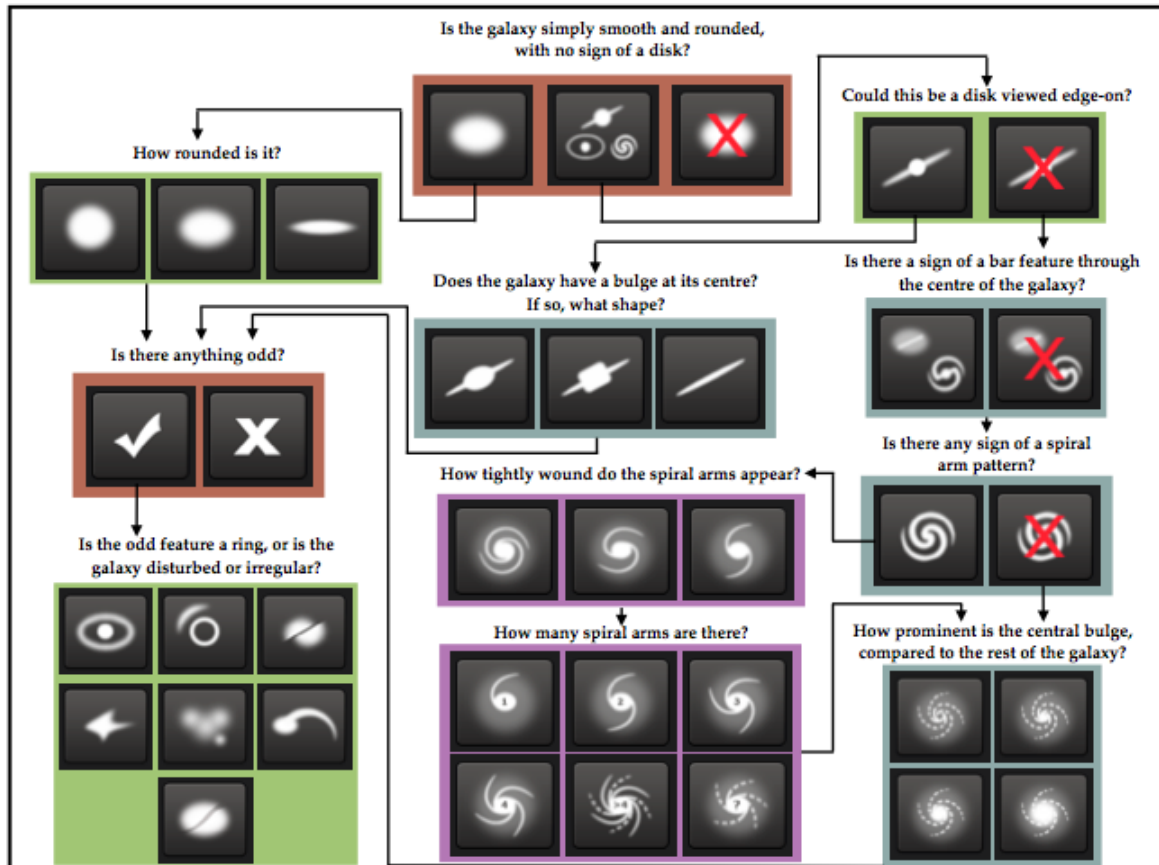 Is the galaxy simply smooth and rounded,
with no sign of a disk?
Could this be a disk viewed edge-on?
How rounded is it?
Does the galaxy have a bulge at its centre?
If so, what shape?
Is there a sign of a bar feature through
the centre of the galaxy?
Is there anything odd?
Is there any sign of a spiral
arm pattern?
How tightly wound do the spiral arms appear?
Is the odd feature a ring, or is the
galaxy disturbed or irregular?
How many spiral arms are there?
1
2
3
4
>4
?
How prominent is the central bulge,
compared to the rest of the galaxy?